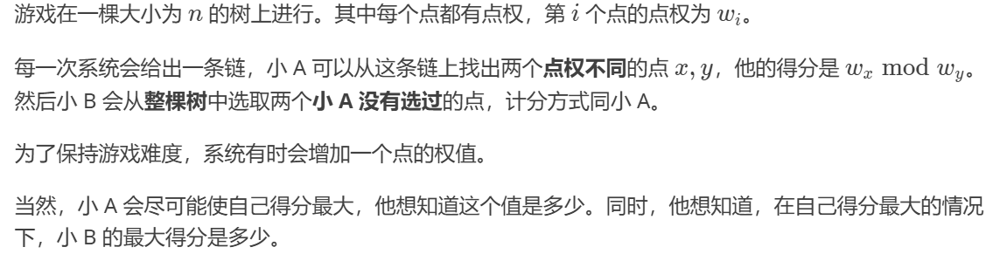 游戏在一棵大小为 n 的树上进行。其中每个点都有点权，第 i 个点的点权为 w_i。
每一次系统会给出一条链，小 A 可以从这条链上找出两个点权不同的点 x, y，他的得分是 w_x mod w_y。
然后小 B 会从整棵树中选取两个小 A 没有选过的点，计分方式同小 A。
为了保持游戏难度，系统有时会增加一个点的权值。
当然，小 A 会尽可能使自己得分最大，他想知道这个值是多少。同时，他想知道，在自己得分最大的情况
下，小 B 的最大得分是多少。